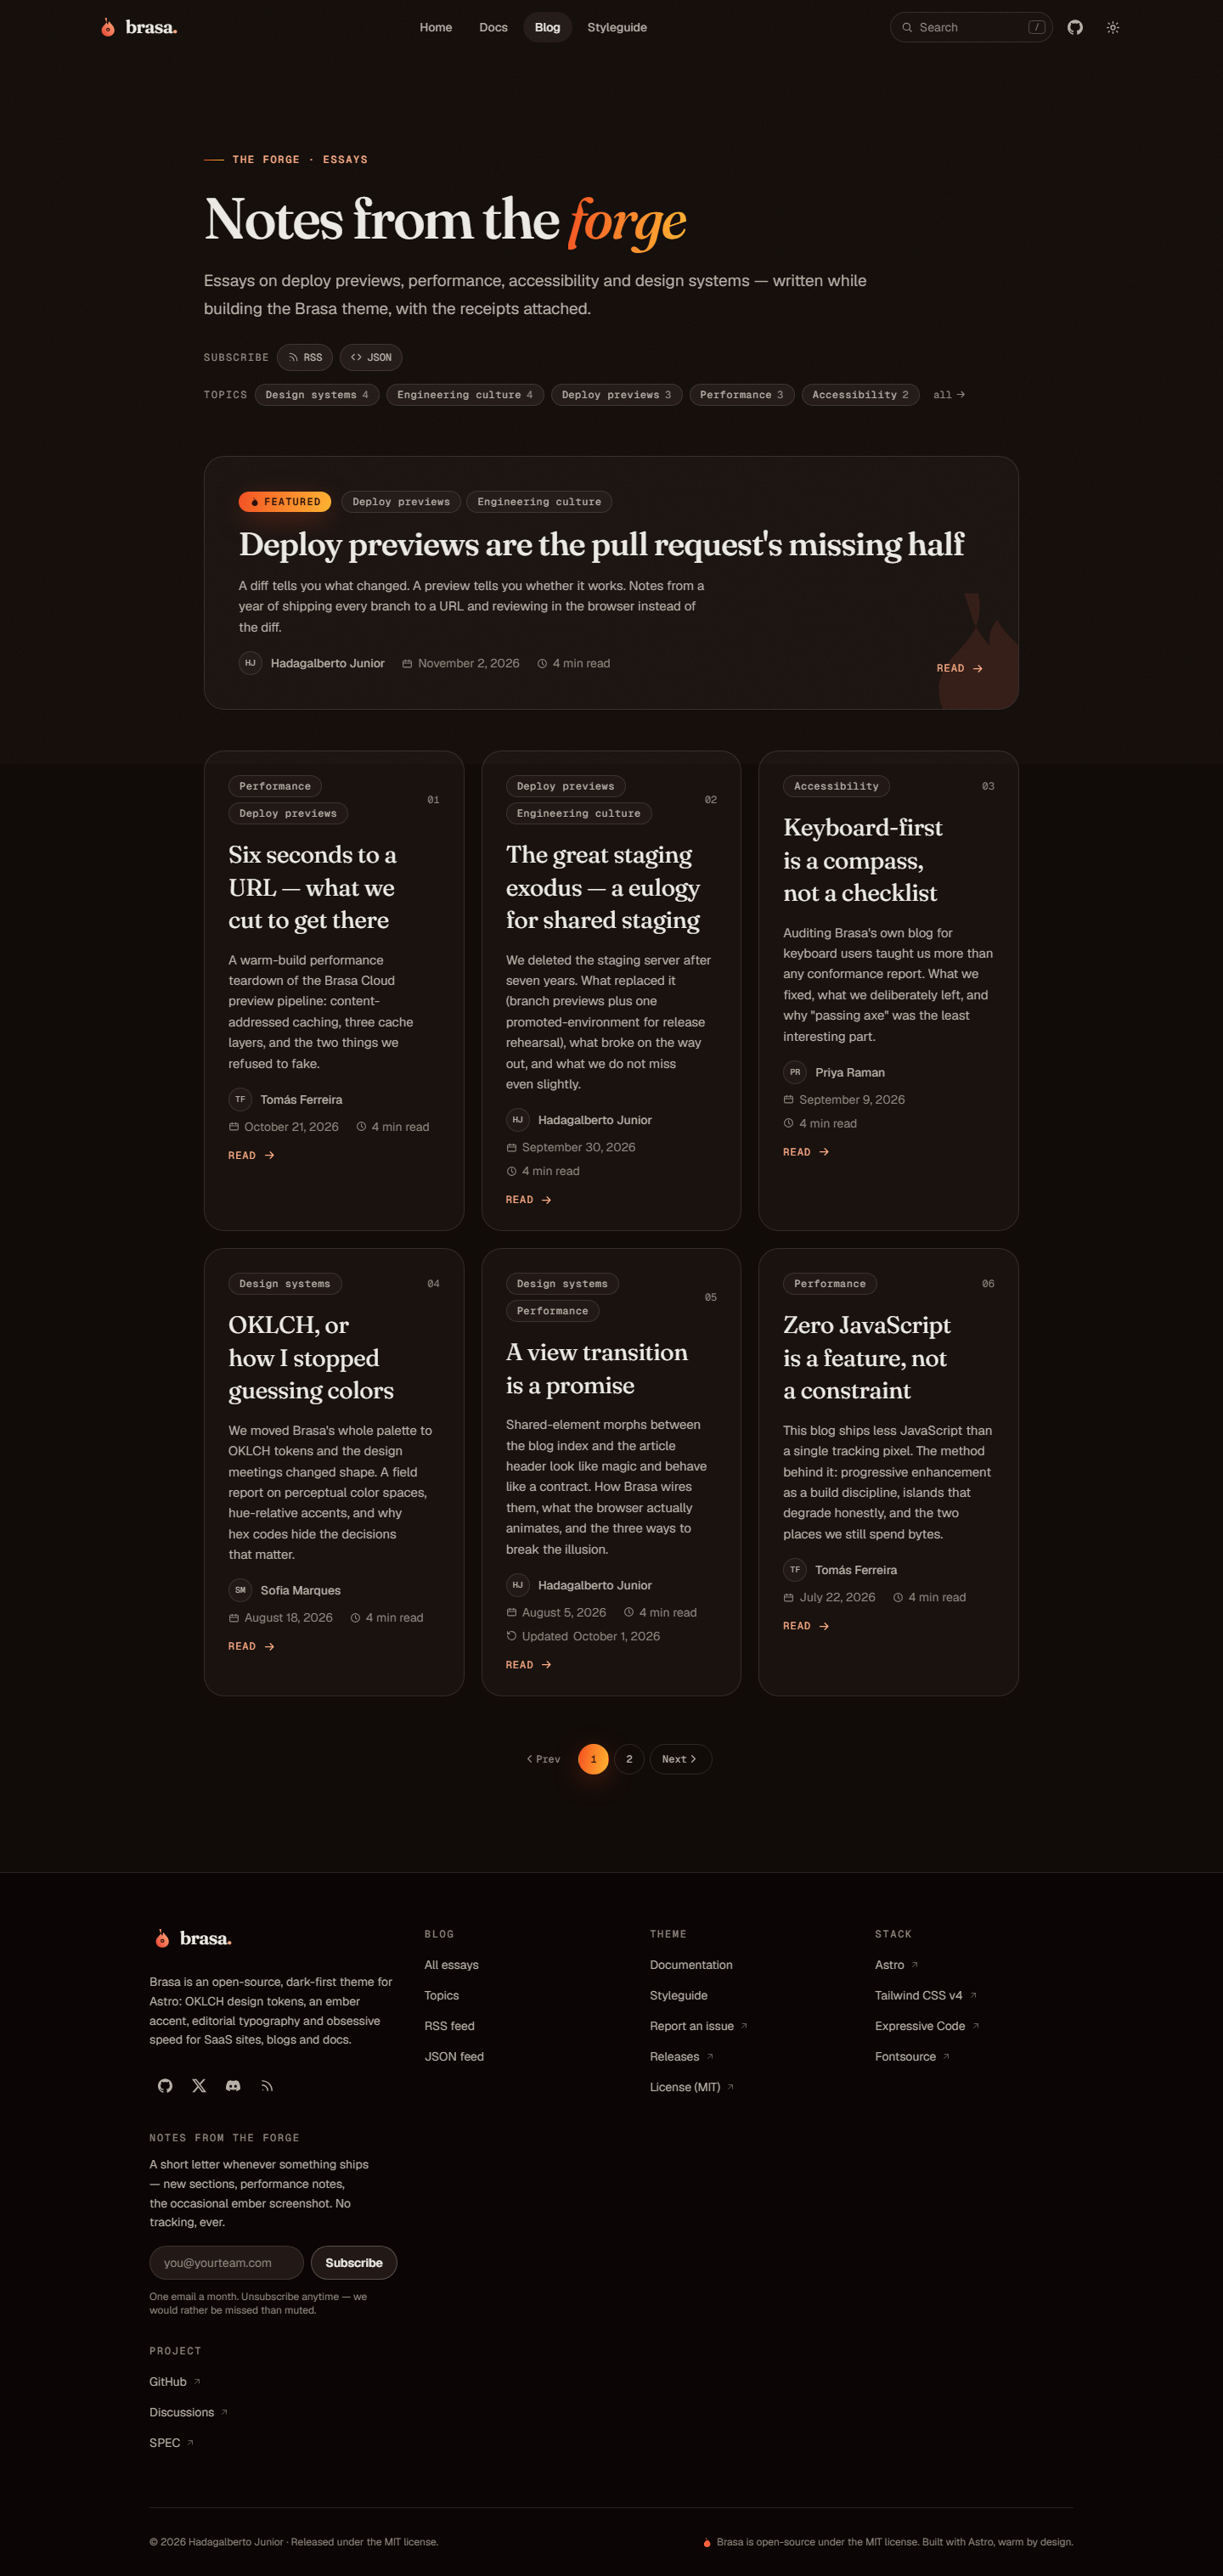 brasa.
Home Docs Blog Styleguide
Search /
THE FORGE · ESSAYS
Notes from the forge
Essays on deploy previews, performance, accessibility and design systems — written while
building the Brasa theme, with the receipts attached.
SUBSCRIBE RSS JSON
TOPICS Design systems 4 Engineering culture 4 Deploy previews 3 Performance 3 Accessibility 2 all →
FEATURED Deploy previews Engineering culture
Deploy previews are the pull request's missing half
A diff tells you what changed. A preview tells you whether it works. Notes from a
year of shipping every branch to a URL and reviewing in the browser instead of
the diff.
HJ Hadagalberto Junior November 2, 2026 4 min read
READ →
Performance
Deploy previews
01
Six seconds to a
URL — what we
cut to get there
A warm-build performance
teardown of the Brasa Cloud
preview pipeline: content-
addressed caching, three cache
layers, and the two things we
refused to fake.
TF Tomás Ferreira
October 21, 2026 4 min read
READ →
Deploy previews
Engineering culture
02
The great staging
exodus — a eulogy
for shared staging
We deleted the staging server after
seven years. What replaced it
(branch previews plus one
promoted-environment for release
rehearsal), what broke on the way
out, and what we do not miss
even slightly.
HJ Hadagalberto Junior
September 30, 2026
4 min read
READ →
Accessibility 03
Keyboard-first
is a compass,
not a checklist
Auditing Brasa's own blog for
keyboard users taught us more than
any conformance report. What we
fixed, what we deliberately left, and
why "passing axe" was the least
interesting part.
PR Priya Raman
September 9, 2026
4 min read
READ →
Design systems 04
OKLCH, or
how I stopped
guessing colors
We moved Brasa's whole palette to
OKLCH tokens and the design
meetings changed shape. A field
report on perceptual color spaces,
hue-relative accents, and why
hex codes hide the decisions
that matter.
SM Sofia Marques
August 18, 2026 4 min read
READ →
Design systems
Performance
05
A view transition
is a promise
Shared-element morphs between
the blog index and the article
header look like magic and behave
like a contract. How Brasa wires
them, what the browser actually
animates, and the three ways to
break the illusion.
HJ Hadagalberto Junior
August 5, 2026 4 min read
Updated October 1, 2026
READ →
Performance 06
Zero JavaScript
is a feature, not
a constraint
This blog ships less JavaScript than
a single tracking pixel. The method
behind it: progressive enhancement
as a build discipline, islands that
degrade honestly, and the two
places we still spend bytes.
TF Tomás Ferreira
July 22, 2026 4 min read
READ →
Prev 1 2 Next
brasa.
Brasa is an open-source, dark-first theme for
Astro: OKLCH design tokens, an ember
accent, editorial typography and obsessive
speed for SaaS sites, blogs and docs.
BLOG
All essays
Topics
RSS feed
JSON feed
THEME
Documentation
Styleguide
Report an issue
Releases
License (MIT)
STACK
Astro
Tailwind CSS v4
Expressive Code
Fontsource
NOTES FROM THE FORGE
A short letter whenever something ships
— new sections, performance notes,
the occasional ember screenshot. No
tracking, ever.
you@yourteam.com Subscribe
One email a month. Unsubscribe anytime — we
would rather be missed than muted.
PROJECT
GitHub
Discussions
SPEC
© 2026 Hadagalberto Junior · Released under the MIT license.
Brasa is open-source under the MIT license. Built with Astro, warm by design.